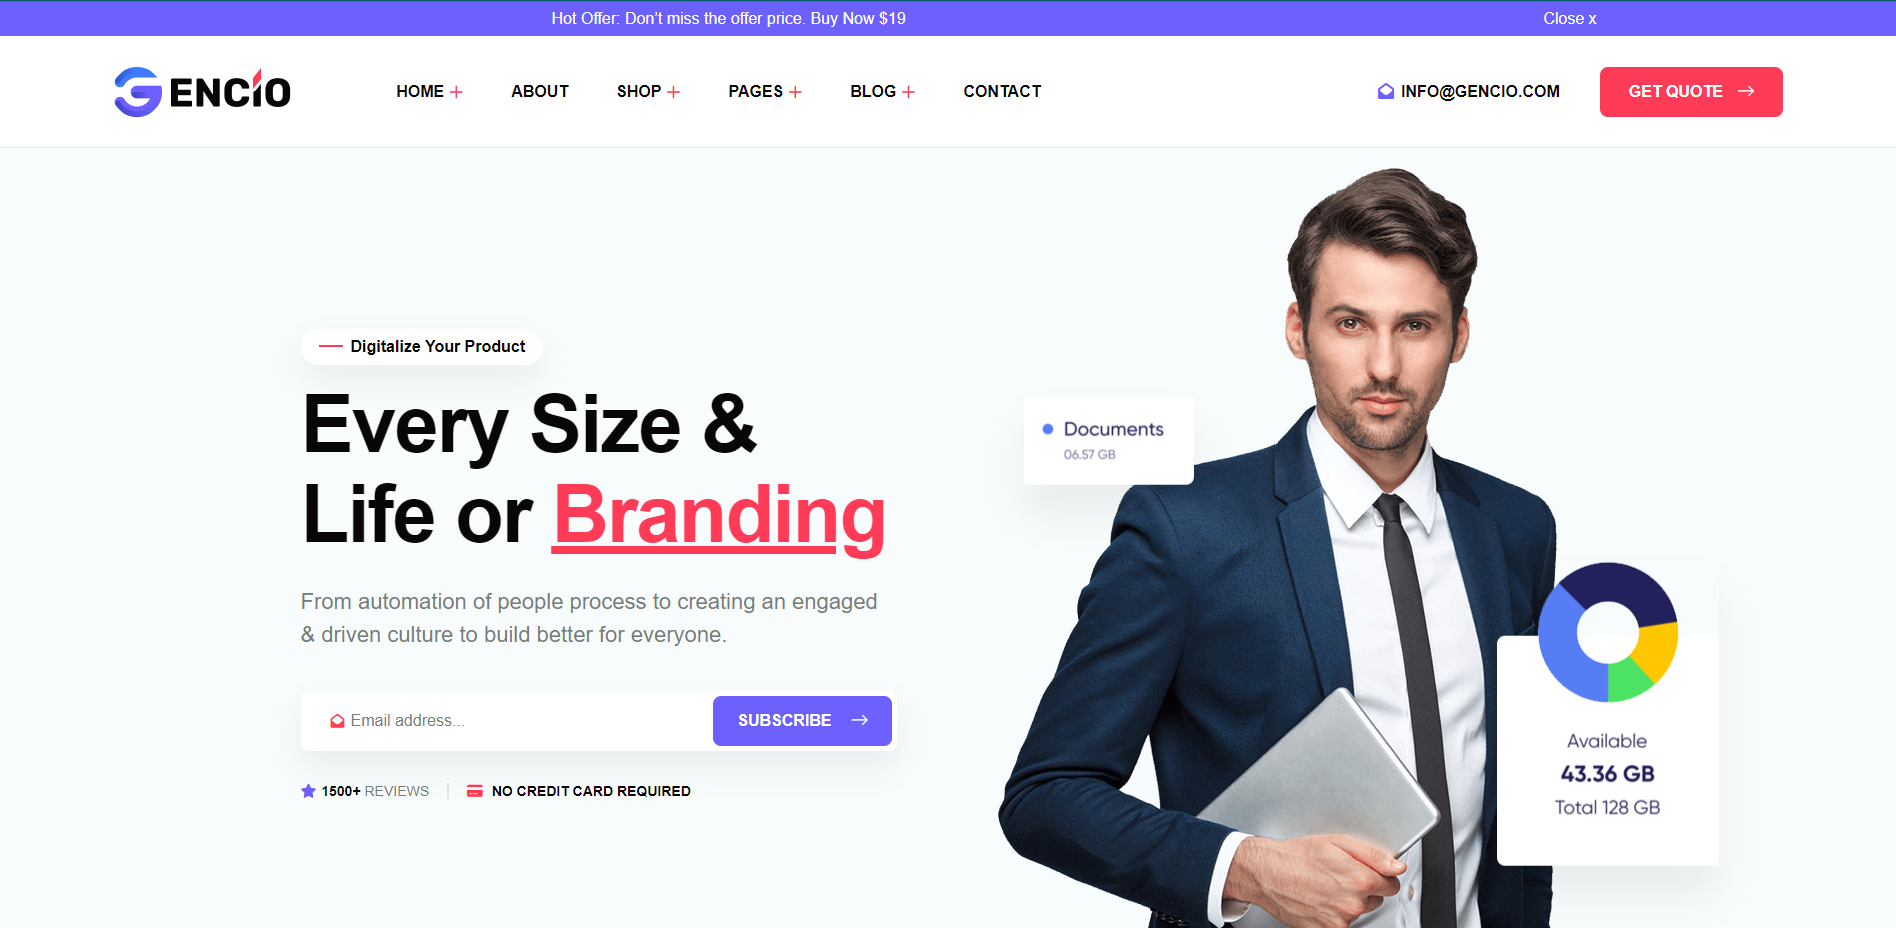 Hot Offer: Don't miss the offer price. Buy Now $19
Close x
GENCIO
HOME
ABOUT
SHOP
PAGES
BLOG
CONTACT
INFO@GENCIO.COM
GET QUOTE
Digitalize Your Product
Every Size &
Life or Branding
From automation of people process to creating an engaged
& driven culture to build better for everyone.
Email address...
SUBSCRIBE
1500+ REVIEWS
NO CREDIT CARD REQUIRED
Documents
06.57 GB
Available
43.36 GB
Total 128 GB